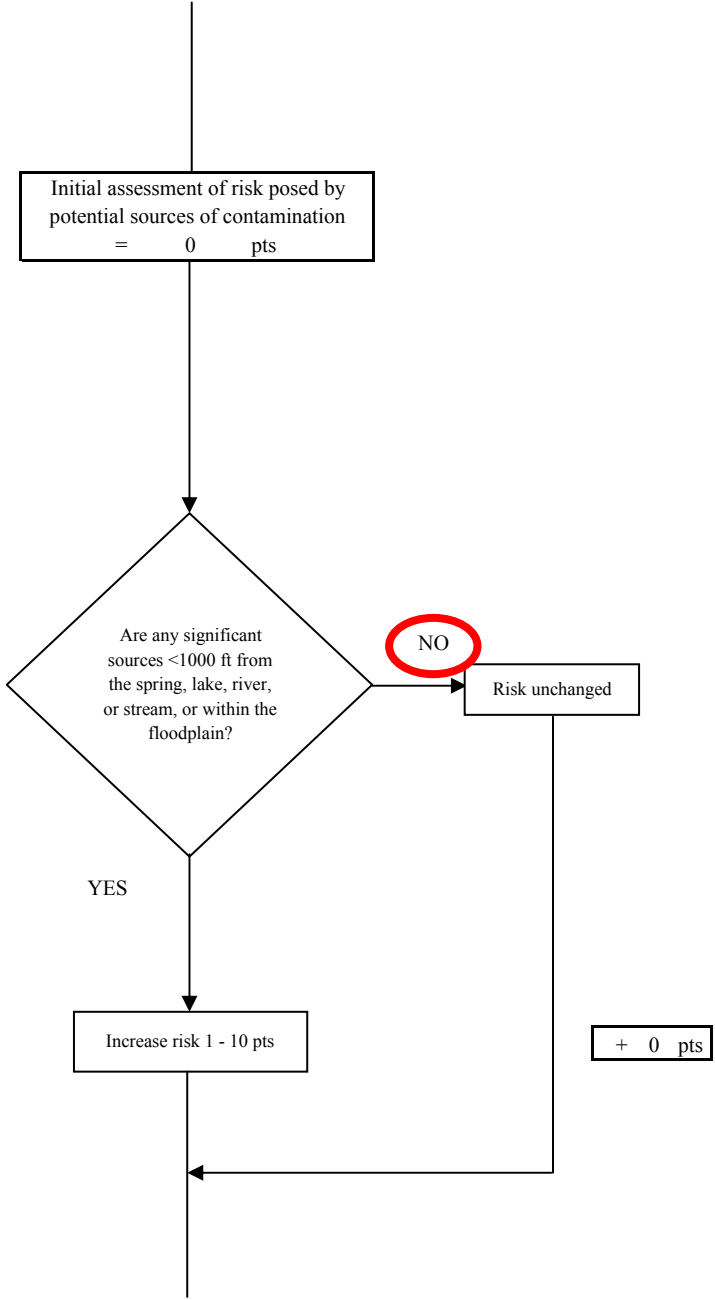 Initial assessment of risk posed by
potential sources of contamination
= 0 pts
Are any significant
sources <1000 ft from
the spring, lake, river,
or stream, or within the
floodplain?
NO
Risk unchanged
YES
Increase risk 1 - 10 pts
+ 0 pts